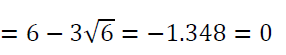 = 6 − 3√6 = −1.348 = 0